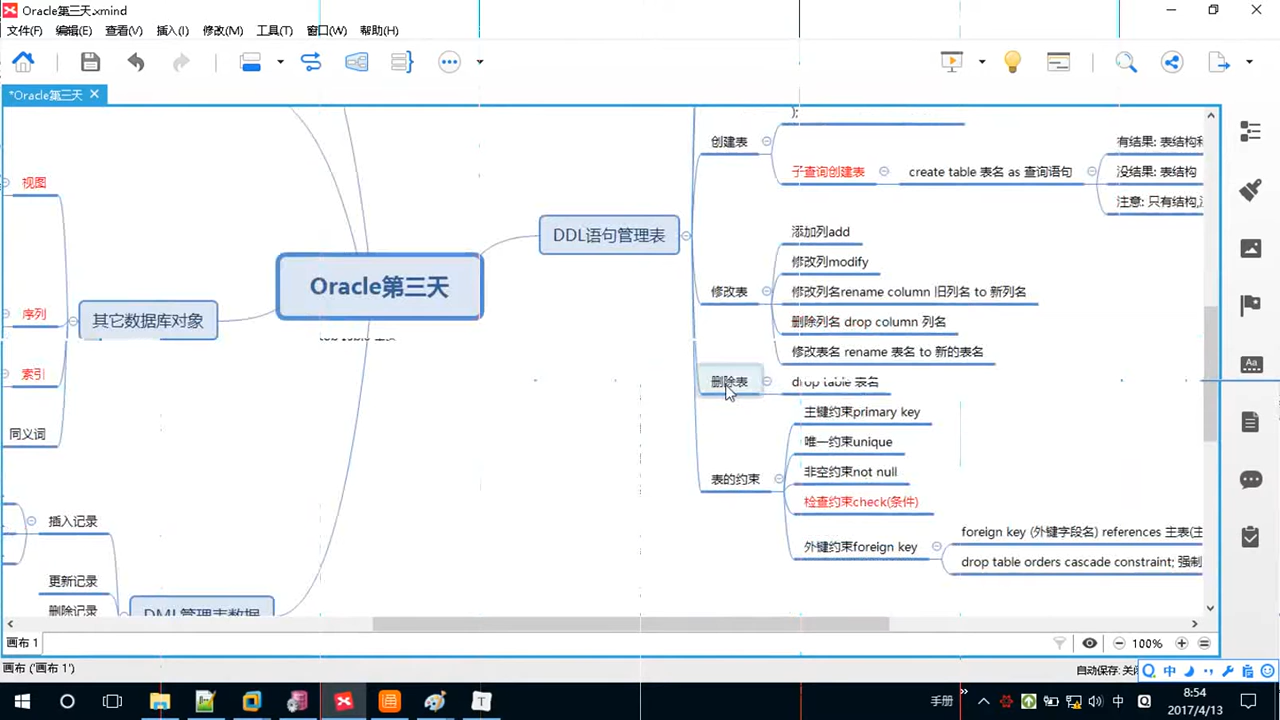 Oracle第三天.xmind
文件(F) 编辑(E) 查看(V) 插入(I) 修改(M) 工具(T) 窗口(W) 帮助(H)
*Oracle第三天
);
创建表
有结果: 表结构和
子查询创建表
create table 表名 as 查询语句
没结果: 表结构
注意: 只有结构,
视图
DDL语句管理表
添加列add
修改列modify
Oracle第三天
修改表
修改列名rename column 旧列名 to 新列名
序列
其它数据库对象
删除列名 drop column 列名
修改表名 rename 表名 to 新的表名
索引
删除表
drop table 表名
主键约束primary key
同义词
唯一约束unique
表的约束
非空约束not null
检查约束check(条件)
插入记录
外键约束foreign key
foreign key (外键字段名) references 主表(主
drop table orders cascade constraint; 强制
更新记录
删除记录
DML管理表数据
画布 1
100%
画布 ('画布 1')
自动保存: 关闭
中
手册
中
8:54
2017/4/13